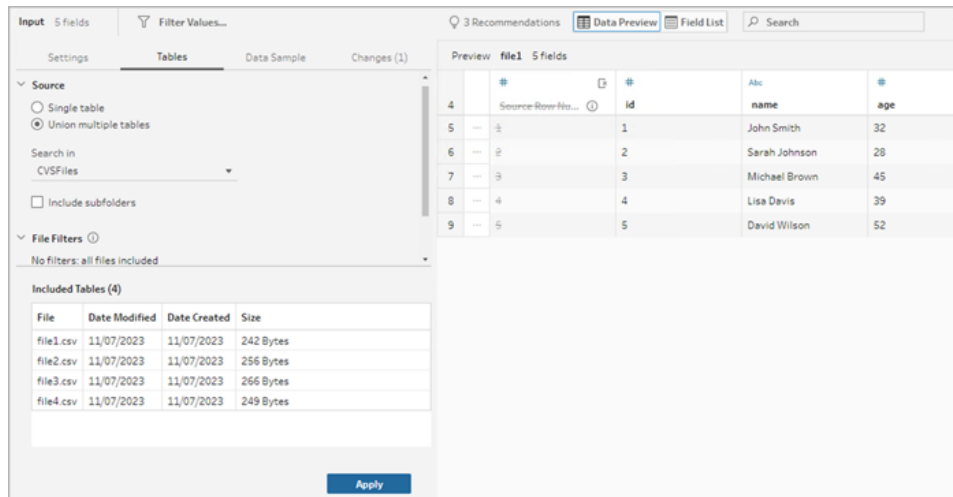 Input 5 fields Filter Values...
3 Recommendations Data Preview Field List Search
Settings Tables Data Sample Changes (1)
Source
Single table
Union multiple tables
Search in
CVSFiles
Include subfolders
File Filters
No filters: all files included
Included Tables (4)
File Date Modified Date Created Size
file1.csv 11/07/2023 11/07/2023 242 Bytes
file2.csv 11/07/2023 11/07/2023 256 Bytes
file3.csv 11/07/2023 11/07/2023 266 Bytes
file4.csv 11/07/2023 11/07/2023 249 Bytes
Apply
Preview file1 5 fields
# # Abc #
4 Source Row Nu... id name age
5 1 1 John Smith 32
6 2 2 Sarah Johnson 28
7 3 3 Michael Brown 45
8 4 4 Lisa Davis 39
9 5 5 David Wilson 52